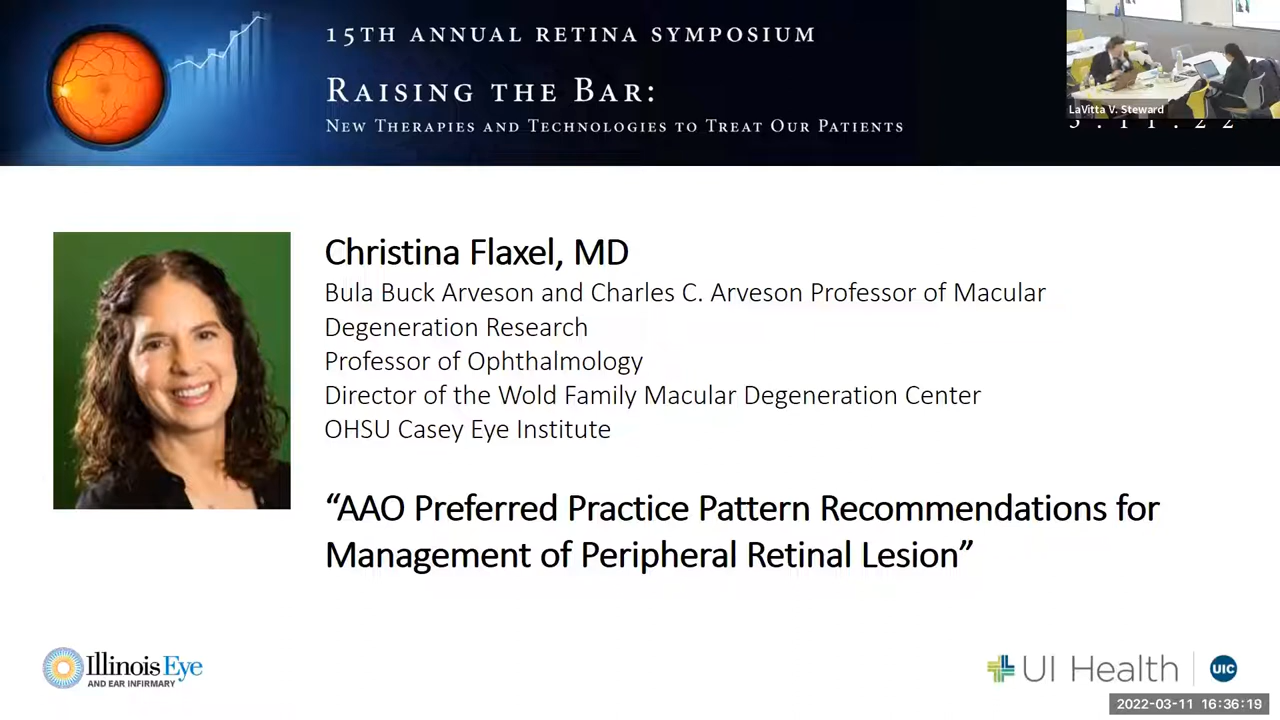 15TH ANNUAL RETINA SYMPOSIUM
RAISING THE BAR:
NEW THERAPIES AND TECHNOLOGIES TO TREAT OUR PATIENTS
LaVitta V. Steward
3.11.22
Christina Flaxel, MD
Bula Buck Arveson and Charles C. Arveson Professor of Macular
Degeneration Research
Professor of Ophthalmology
Director of the Wold Family Macular Degeneration Center
OHSU Casey Eye Institute
“AAO Preferred Practice Pattern Recommendations for
Management of Peripheral Retinal Lesion”
Illinois Eye
AND EAR INFIRMARY
UI Health
UIC
2022-03-11 16:36:19